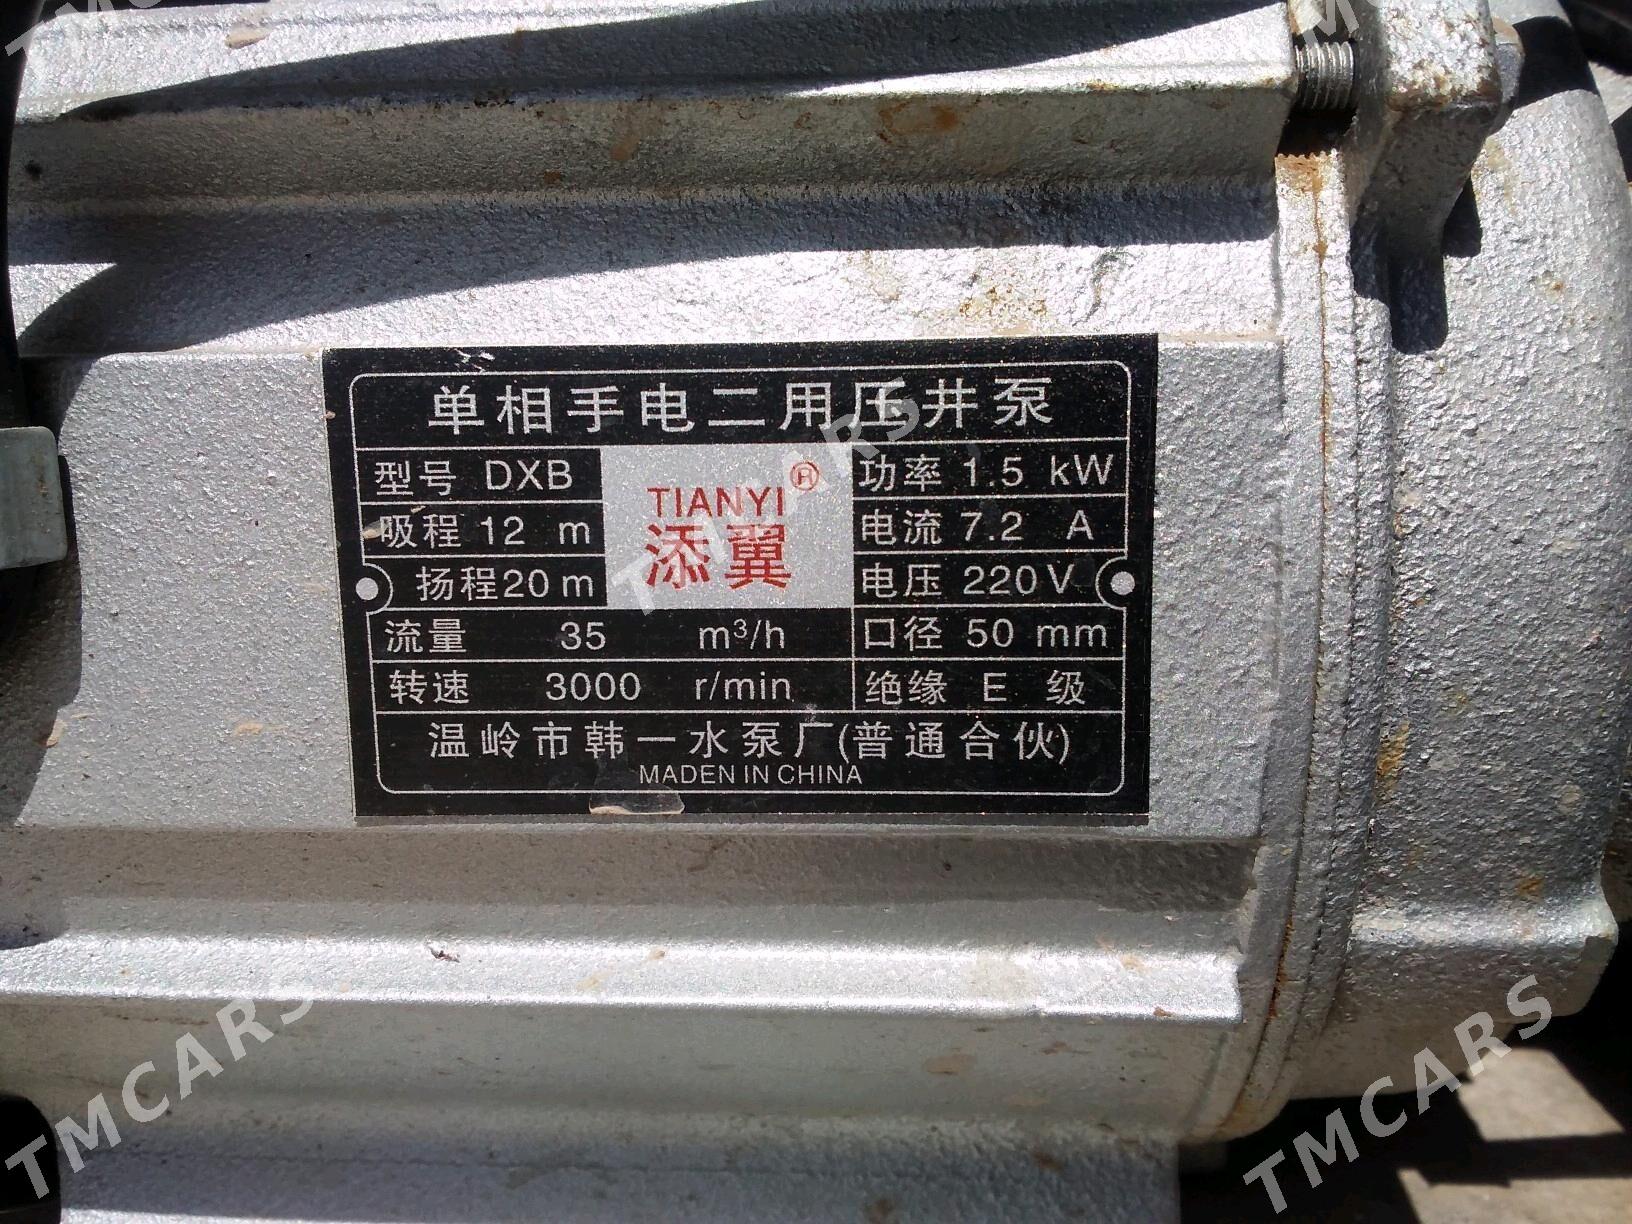 单相手电二用压井泵
型号 DXB
吸程 12 m
扬程 20 m
TIANYI®
添翼
功率 1.5 kW
电流 7.2 A
电压 220 V
流量 35 m³/h
口径 50 mm
转速 3000 r/min
绝缘 E 级
温岭市韩一水泵厂(普通合伙)
MADEN IN CHINA
TMCARS
TMCARS
TMCARS
TMCARS
TMCARS